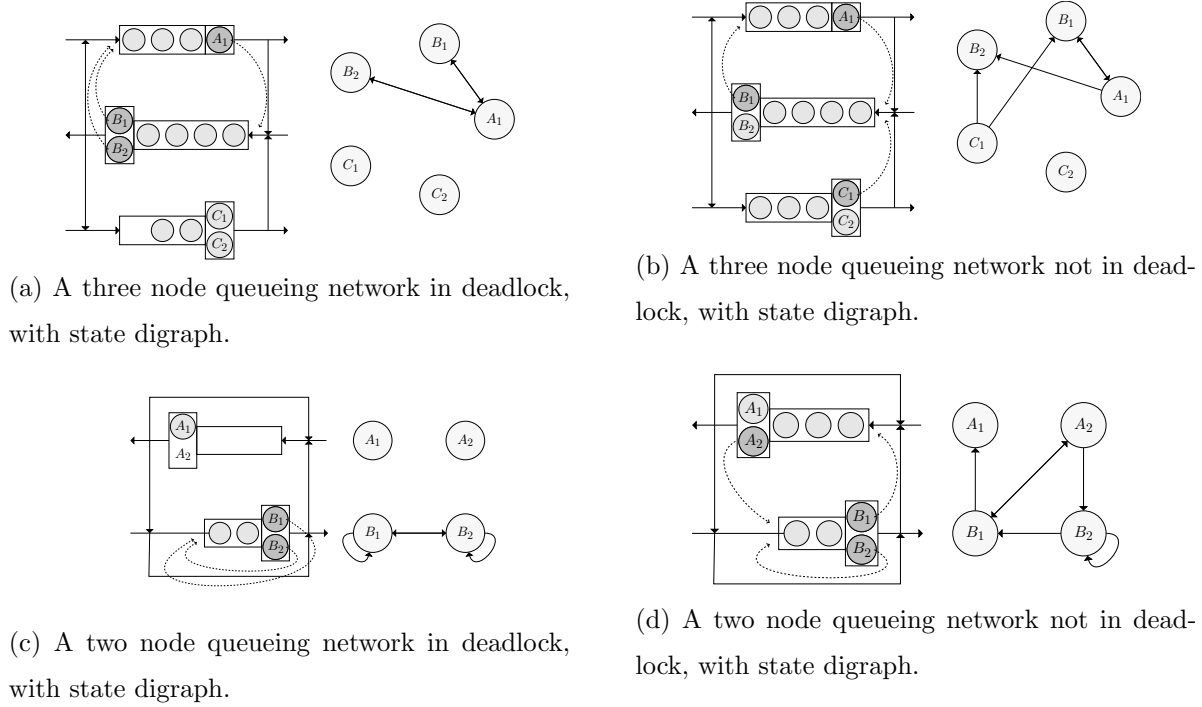 A₁
B₁
B₂
C₁
C₂
B₁
B₂
A₁
C₁
C₂
(a) A three node queueing network in deadlock,
with state digraph.
A₁
B₁
B₂
C₁
C₂
B₁
B₂
A₁
C₁
C₂
(b) A three node queueing network not in dead-
lock, with state digraph.
A₁
A₂
B₁
B₂
A₁ A₂
B₁ B₂
(c) A two node queueing network in deadlock,
with state digraph.
A₁
A₂
B₁
B₂
A₁ A₂
B₁ B₂
(d) A two node queueing network not in dead-
lock, with state digraph.